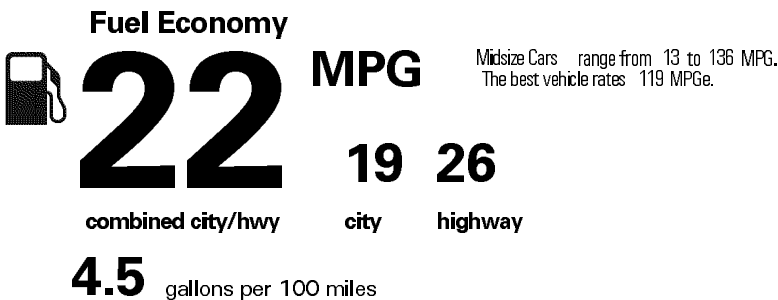 Fuel Economy
22 MPG
Midsize Cars range from 13 to 136 MPG.
The best vehicle rates 119 MPGe.
19 26
combined city/hwy city highway
4.5 gallons per 100 miles